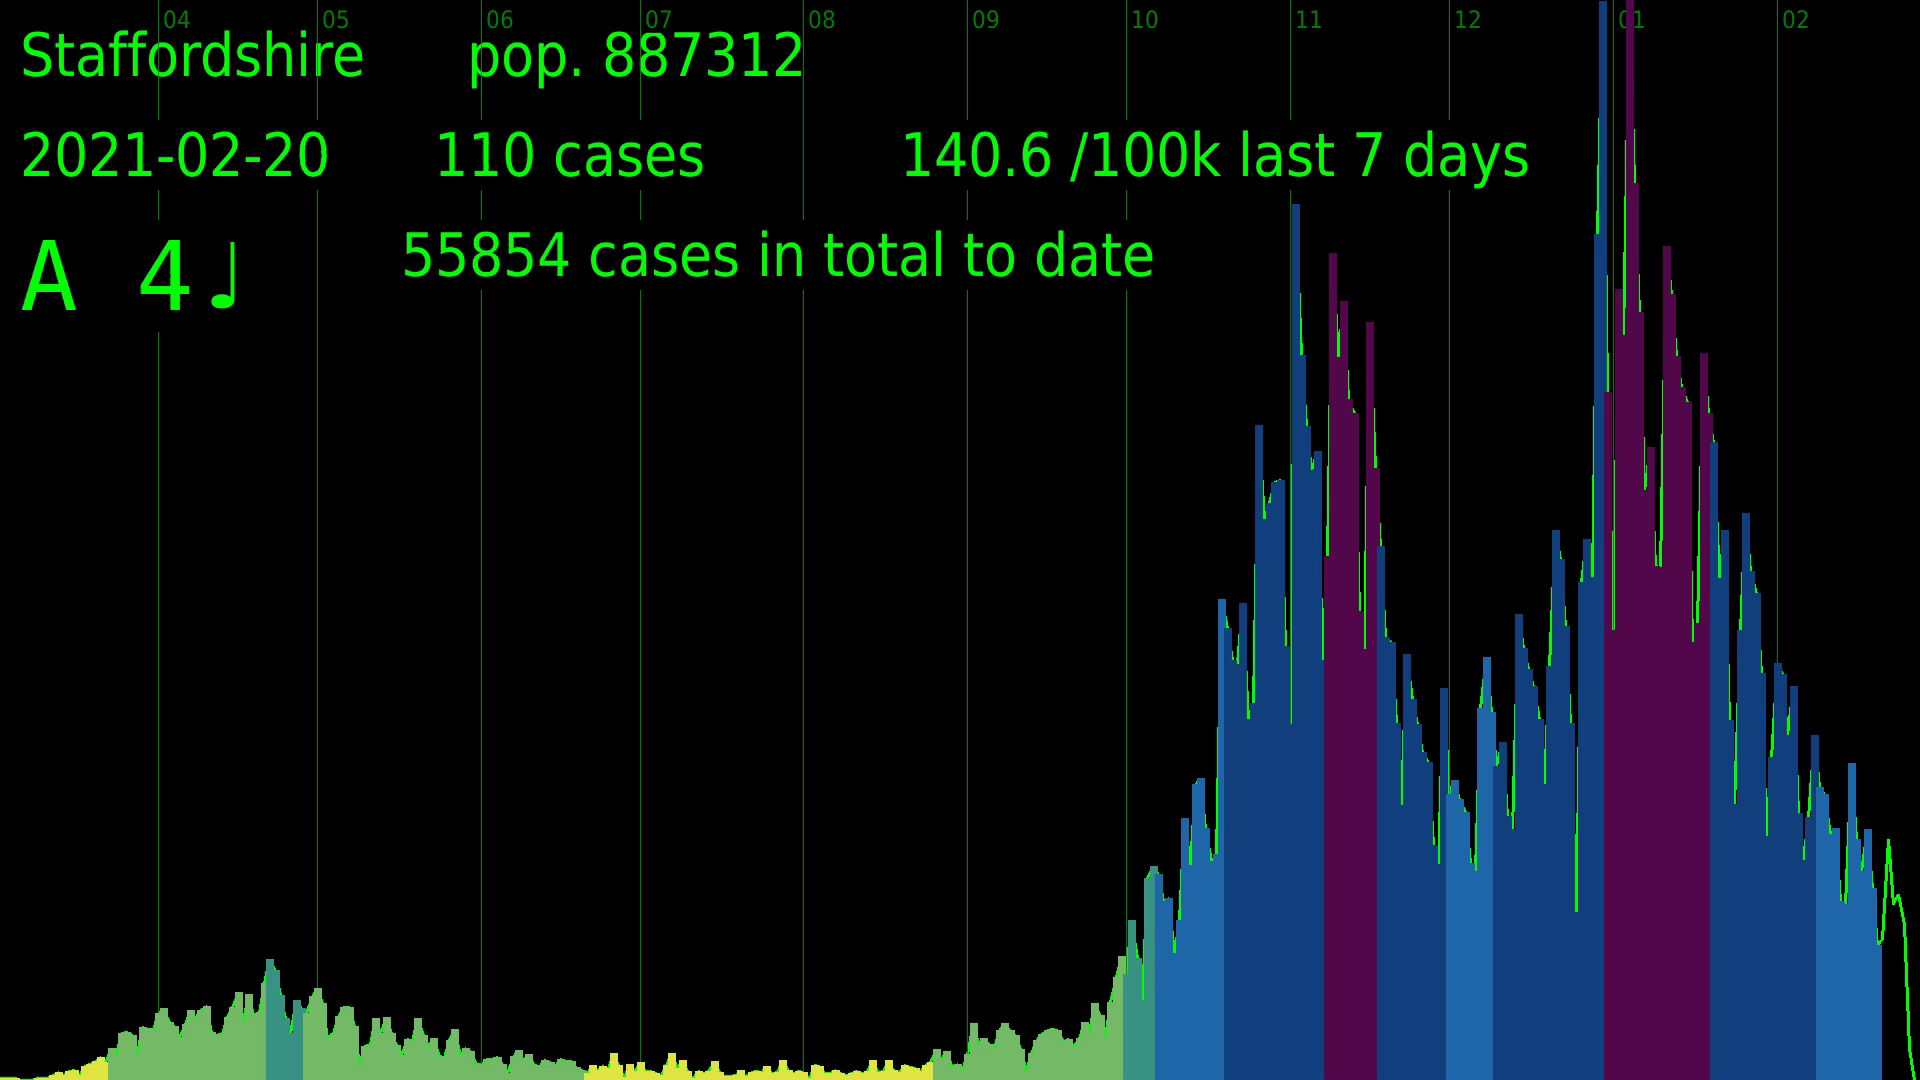 04 05 06 07 08 09 10 11 12 01 02
Staffordshire pop. 887312
2021-02-20 110 cases 140.6 /100k last 7 days
A 4♩ 55854 cases in total to date